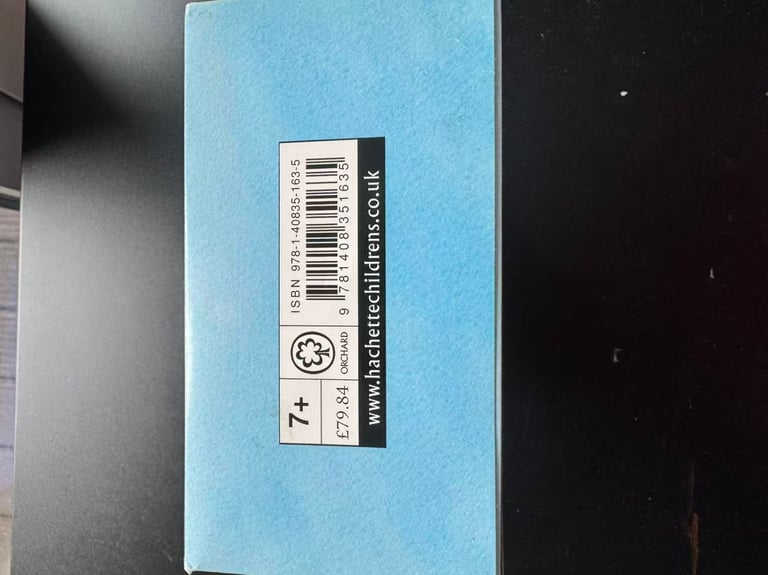 ISBN 978-1-40835-163-5
9 781408 351635
7+
£79.84
ORCHARD
www.hachettechildrens.co.uk